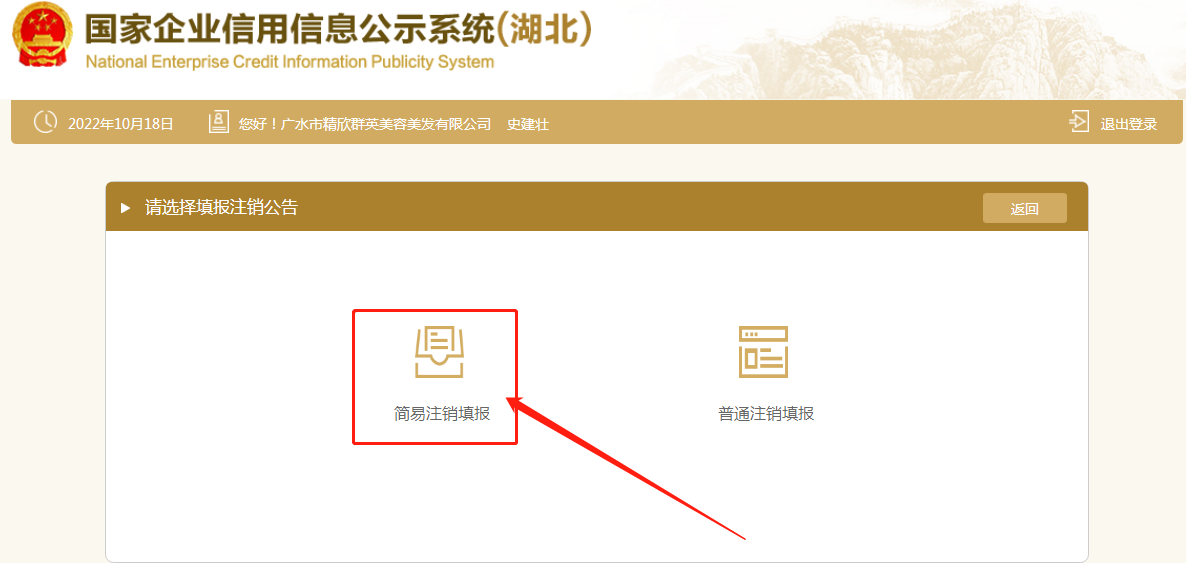 国家企业信用信息公示系统(湖北)
National Enterprise Credit Information Publicity System
2022年10月18日 您好！广水市精欣群英美容美发有限公司 史建壮 退出登录
请选择填报注销公告 返回
简易注销填报 普通注销填报